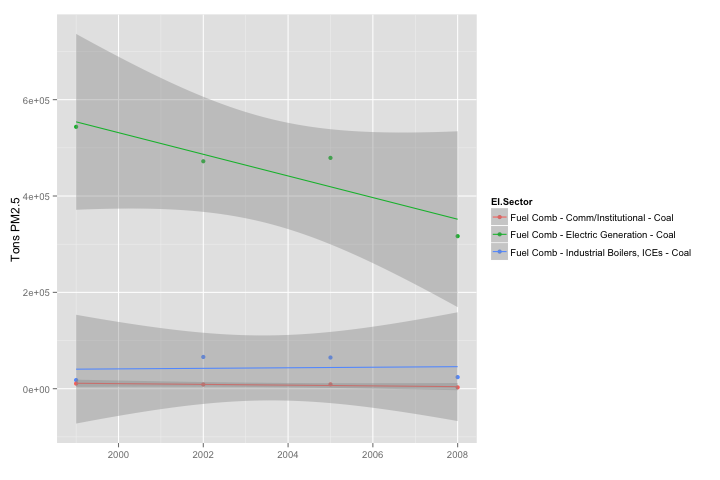 6e+05
4e+05
2e+05
0e+00
Tons PM2.5
2000 2002 2004 2006 2008
EI.Sector
Fuel Comb - Comm/Institutional - Coal
Fuel Comb - Electric Generation - Coal
Fuel Comb - Industrial Boilers, ICEs - Coal